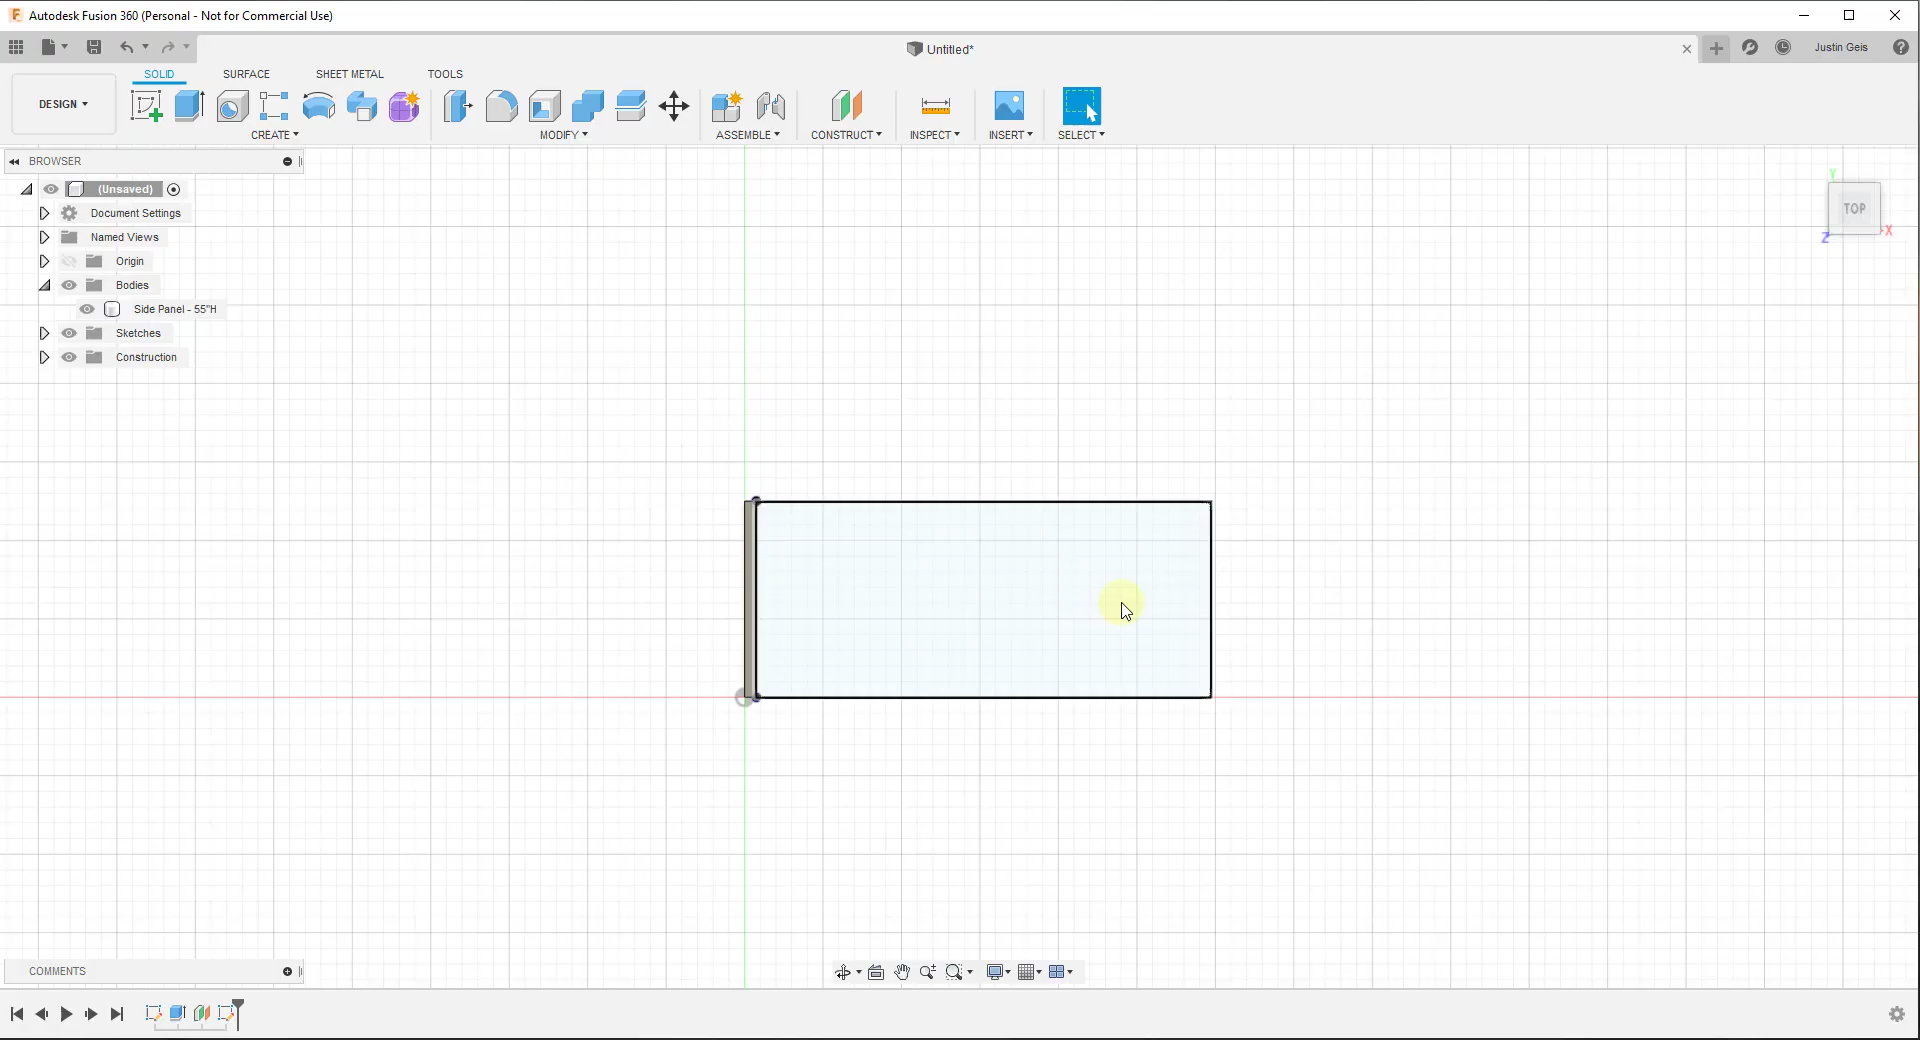 Autodesk Fusion 360 (Personal - Not for Commercial Use)
Untitled*
Justin Geis
DESIGN
SOLID
SURFACE
SHEET METAL
TOOLS
CREATE
MODIFY
ASSEMBLE
CONSTRUCT
INSPECT
INSERT
SELECT
BROWSER
(Unsaved)
Document Settings
Named Views
Origin
Bodies
Side Panel - 55"H
Sketches
Construction
Y
TOP
X
Z
COMMENTS